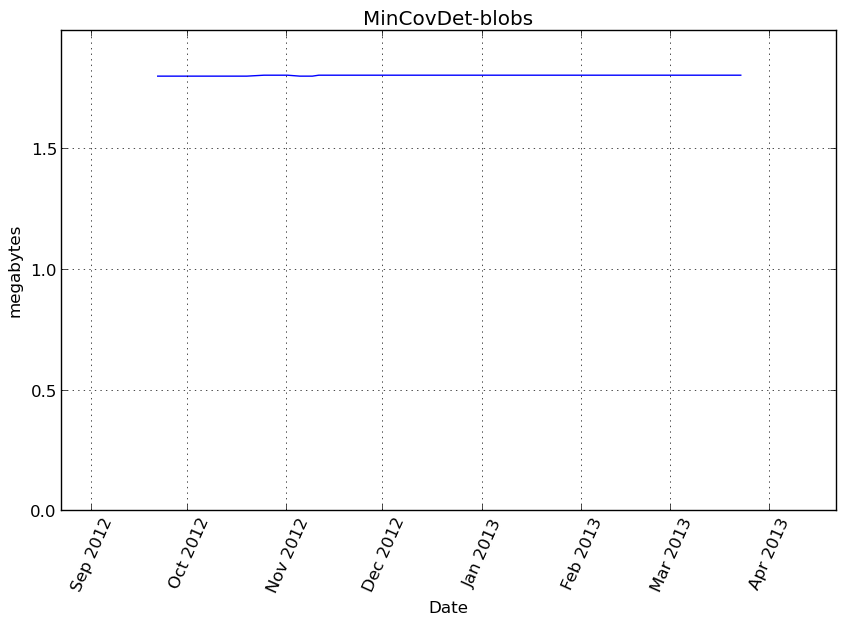 MinCovDet-blobs
megabytes
1.5
1.0
0.5
0.0
Sep 2012
Oct 2012
Nov 2012
Dec 2012
Jan 2013
Feb 2013
Mar 2013
Apr 2013
Date